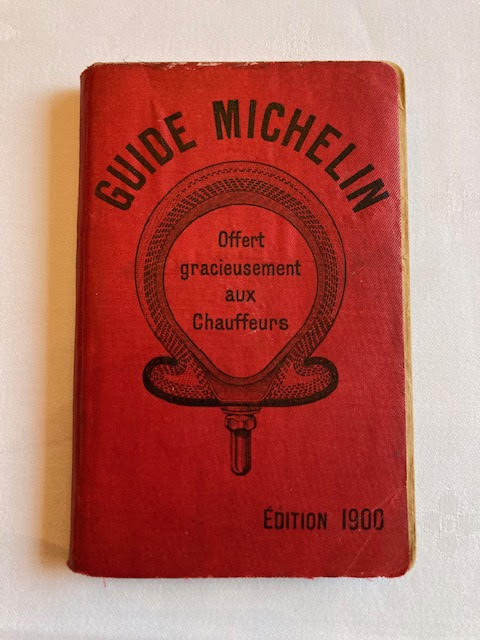 GUIDE MICHELIN
Offert
gracieusement
aux
Chauffeurs
ÉDITION 1900